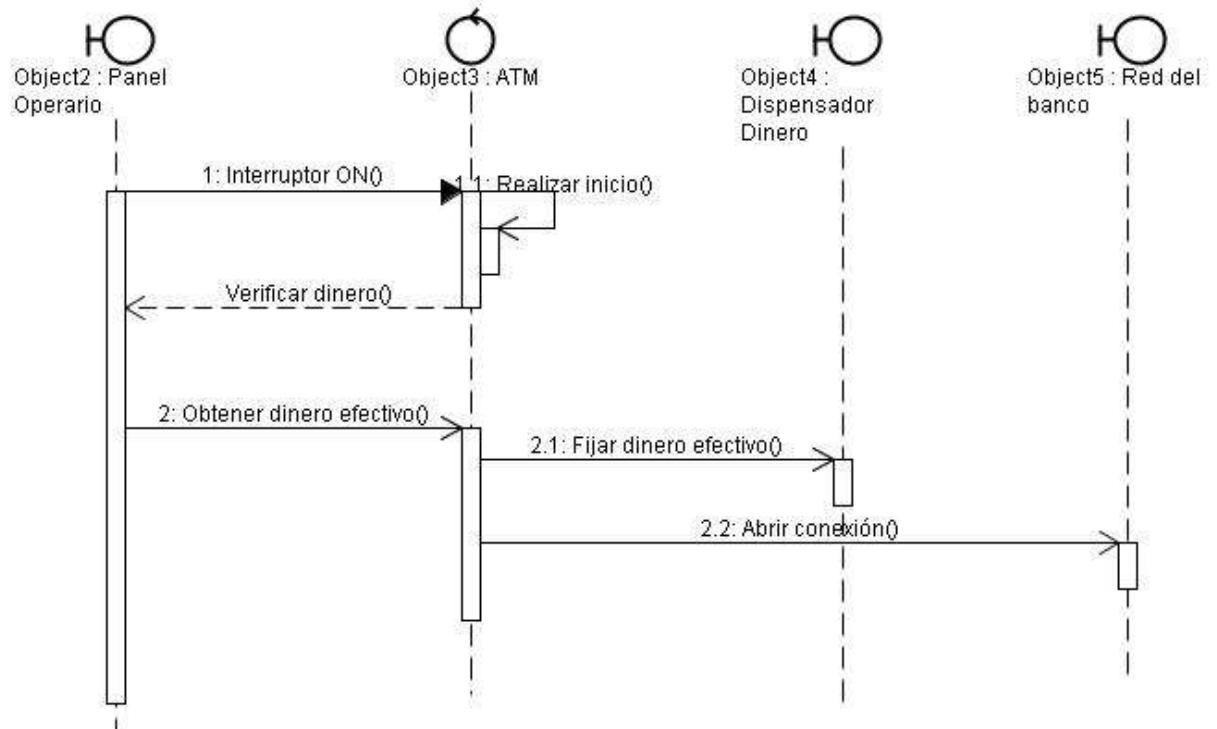 Object2 : Panel
Operario
Object3 : ATM
Object4 :
Dispensador
Dinero
Object5 : Red del
banco
1: Interruptor ON()
1.1: Realizar inicio()
Verificar dinero()
2: Obtener dinero efectivo()
2.1: Fijar dinero efectivo()
2.2: Abrir conexión()